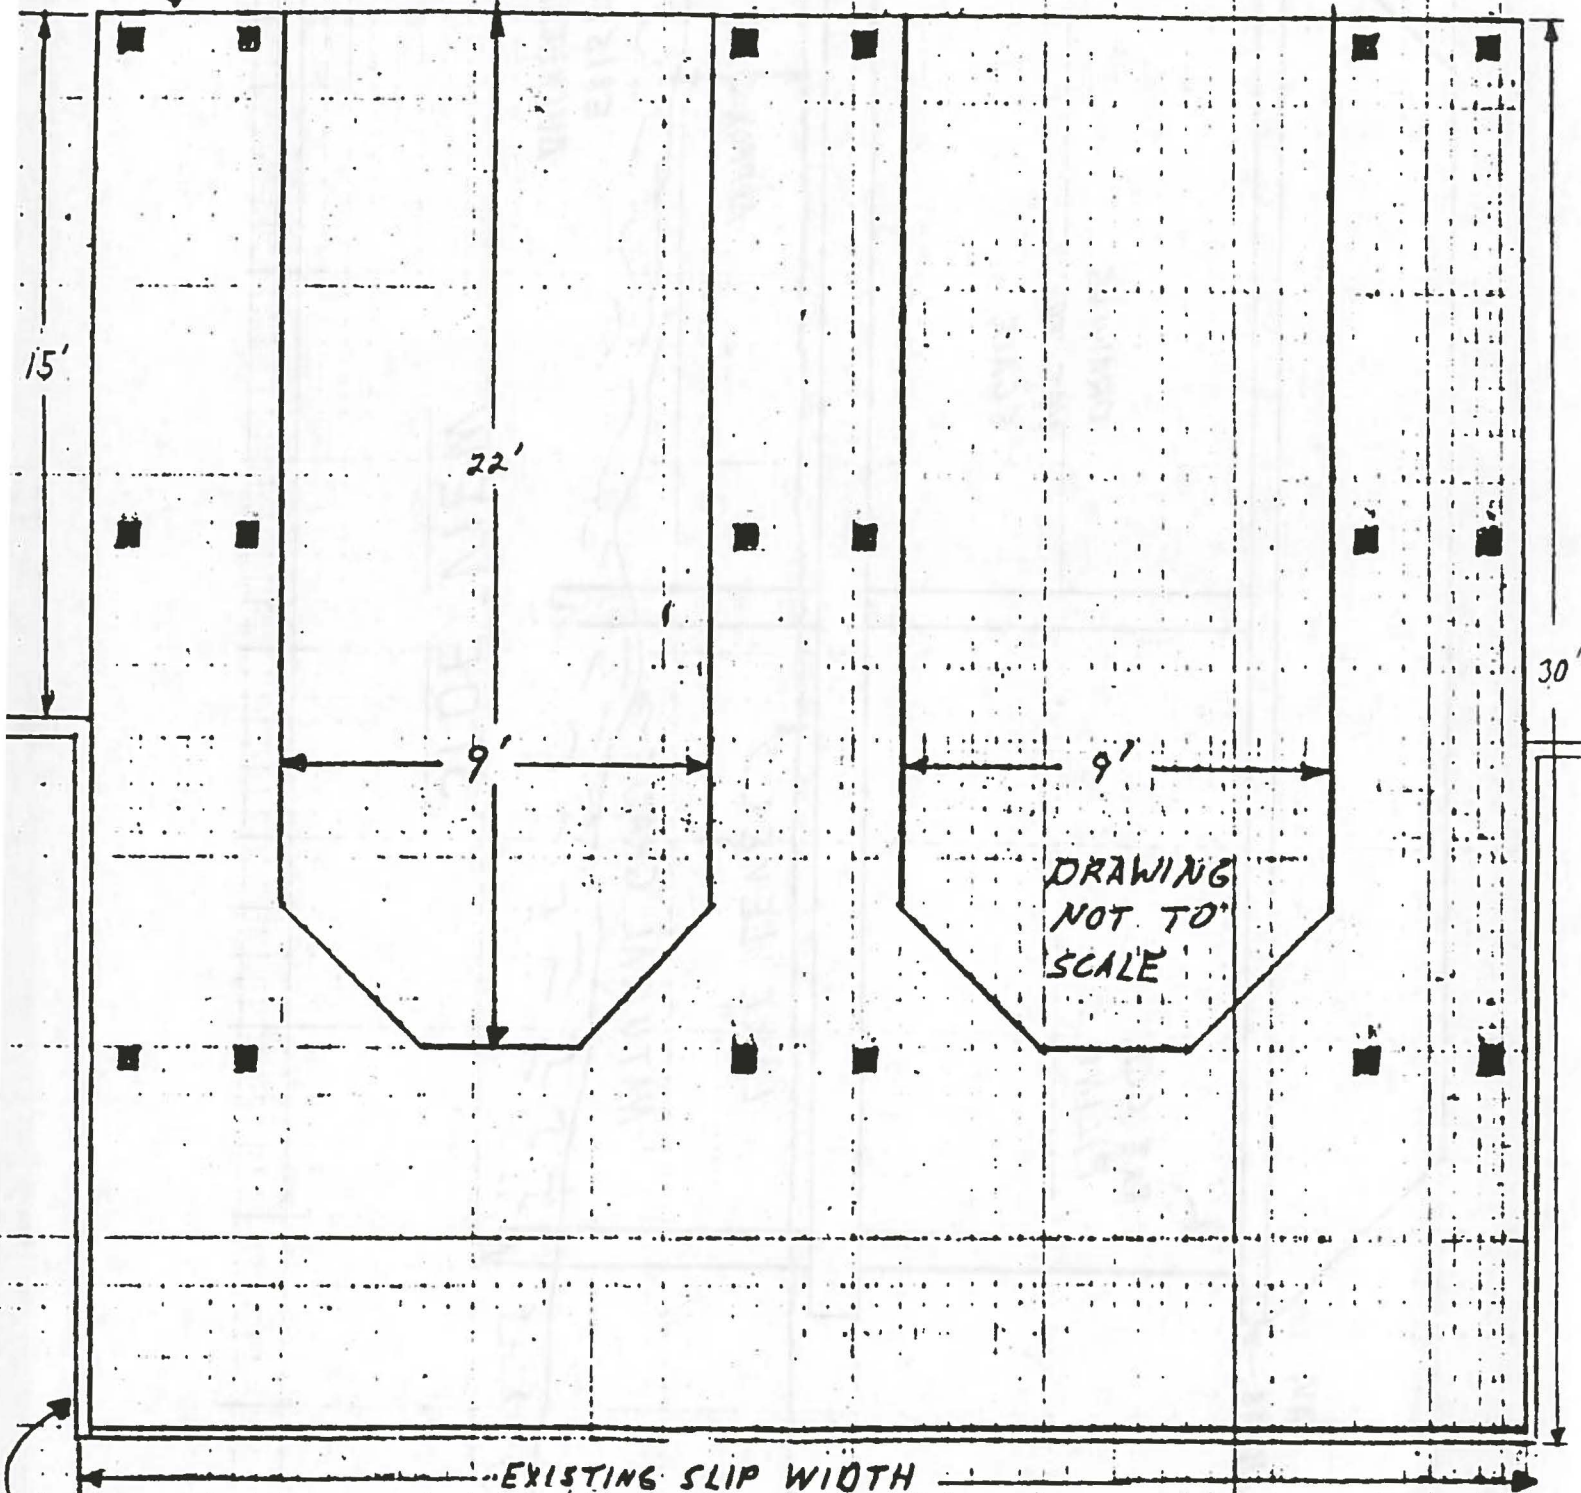 15'
22'
30'
9'
9'
DRAWING
NOT TO
SCALE
EXISTING SLIP WIDTH